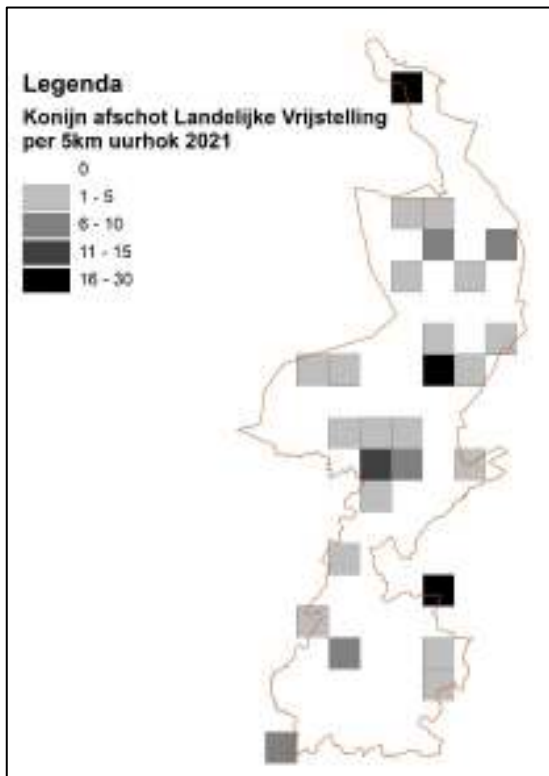 Legenda
Konijn afschot Landelijke Vrijstelling
per 5km uurhok 2021
0
1 - 5
6 - 10
11 - 15
16 - 30